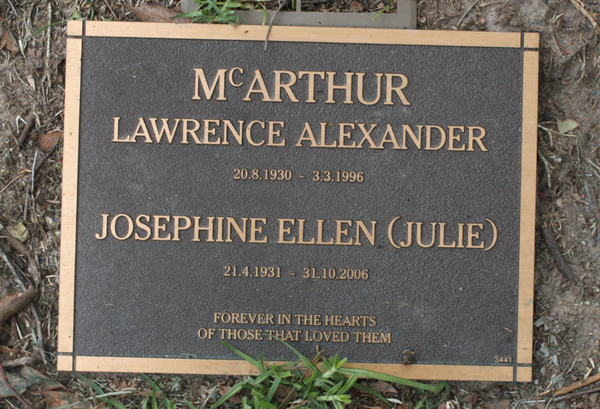 McARTHUR
LAWRENCE ALEXANDER
20.8.1930 - 3.3.1996
JOSEPHINE ELLEN (JULIE)
21.4.1931 - 31.10.2006
FOREVER IN THE HEARTS
OF THOSE THAT LOVED THEM
3441